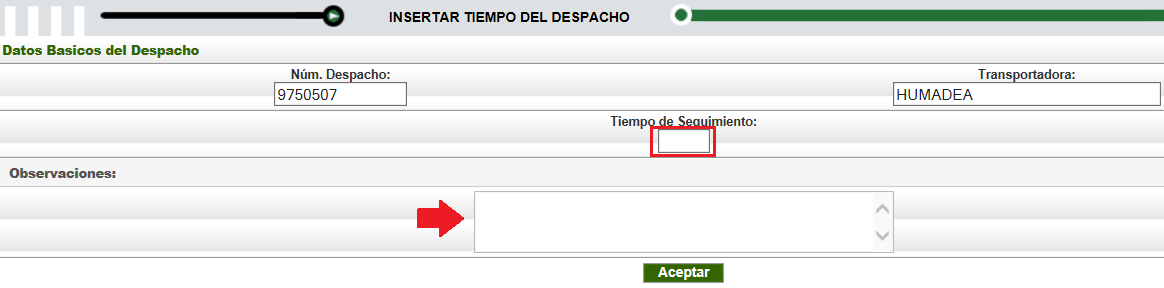 INSERTAR TIEMPO DEL DESPACHO
Datos Basicos del Despacho
Núm. Despacho: Transportadora:
9750507 HUMADEA
Tiempo de Seguimiento:
Observaciones:
Aceptar